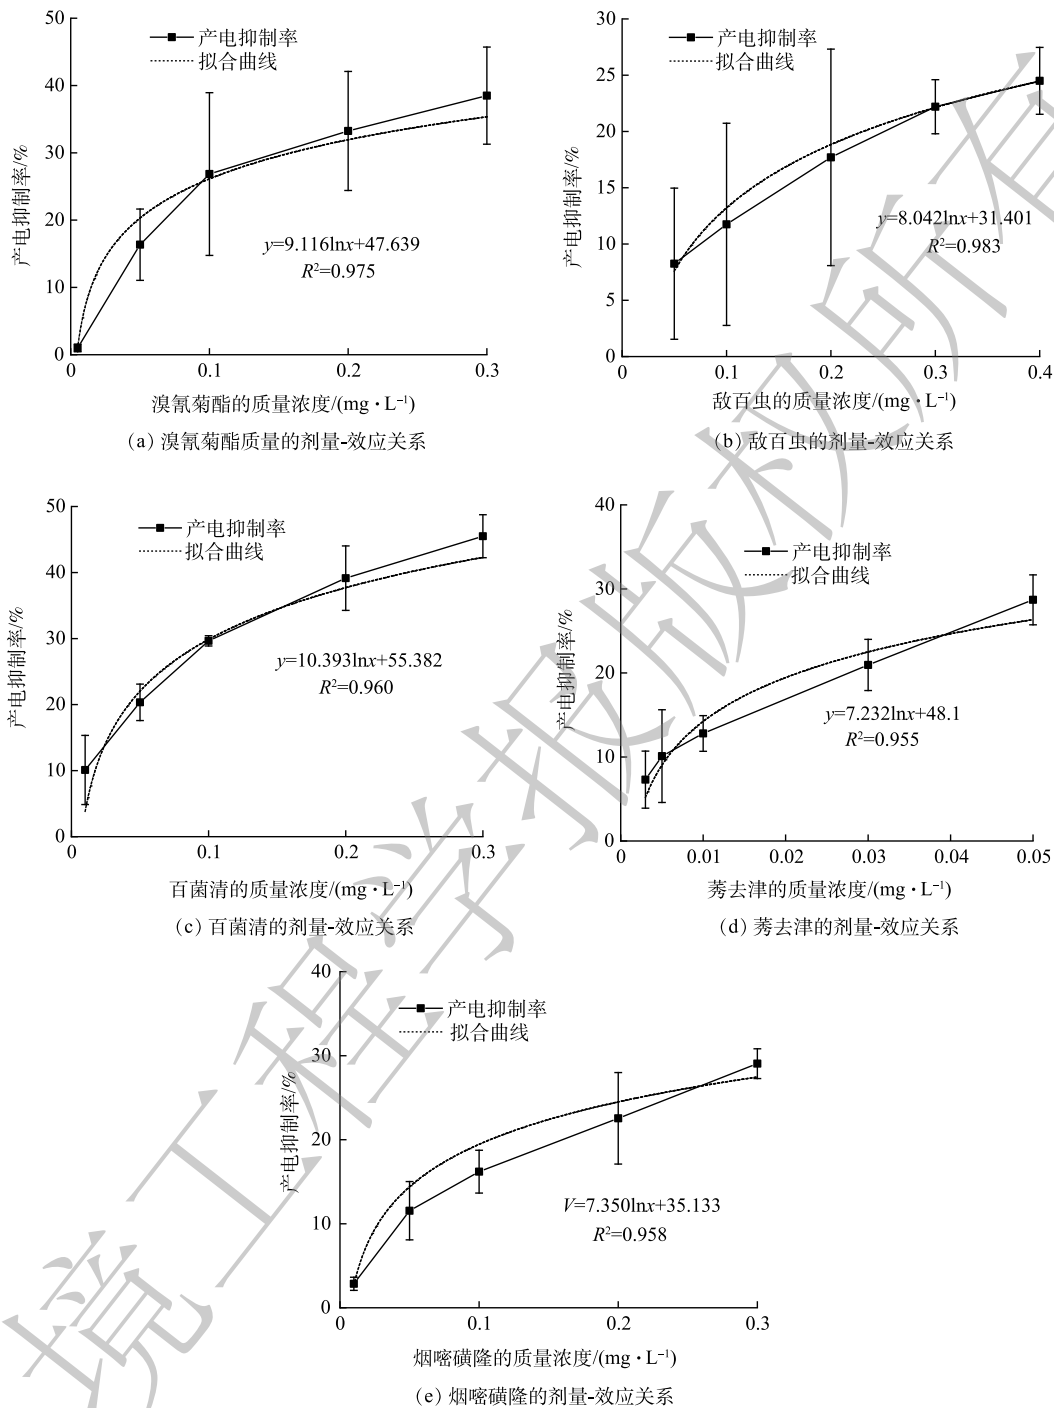 50
40
30
20
10
0
产电抑制率/%
产电抑制率
拟合曲线
y=9.116lnx+47.639
R²=0.975
0.1
0.2
0.3
溴氰菊酯的质量浓度/(mg·L⁻¹)
(a) 溴氰菊酯质量的剂量-效应关系
30
25
20
15
10
5
0
产电抑制率/%
产电抑制率
拟合曲线
y=8.042lnx+31.401
R²=0.983
0
0.1
0.2
0.3
0.4
敌百虫的质量浓度/(mg·L⁻¹)
(b) 敌百虫的剂量-效应关系
50
40
30
20
10
0
产电抑制率/%
产电抑制率
拟合曲线
y=10.393lnx+55.382
R²=0.960
0
0.1
0.2
0.3
百菌清的质量浓度/(mg·L⁻¹)
(c) 百菌清的剂量-效应关系
40
30
20
10
0
产电抑制率/%
产电抑制率
拟合曲线
y=7.232lnx+48.1
R²=0.955
0
0.01
0.02
0.03
0.04
0.05
莠去津的质量浓度/(mg·L⁻¹)
(d) 莠去津的剂量-效应关系
40
30
20
10
0
产电抑制率/%
产电抑制率
拟合曲线
V=7.350lnx+35.133
R²=0.958
0
0.1
0.2
0.3
烟嘧磺隆的质量浓度/(mg·L⁻¹)
(e) 烟嘧磺隆的剂量-效应关系
境工程学报版权所有